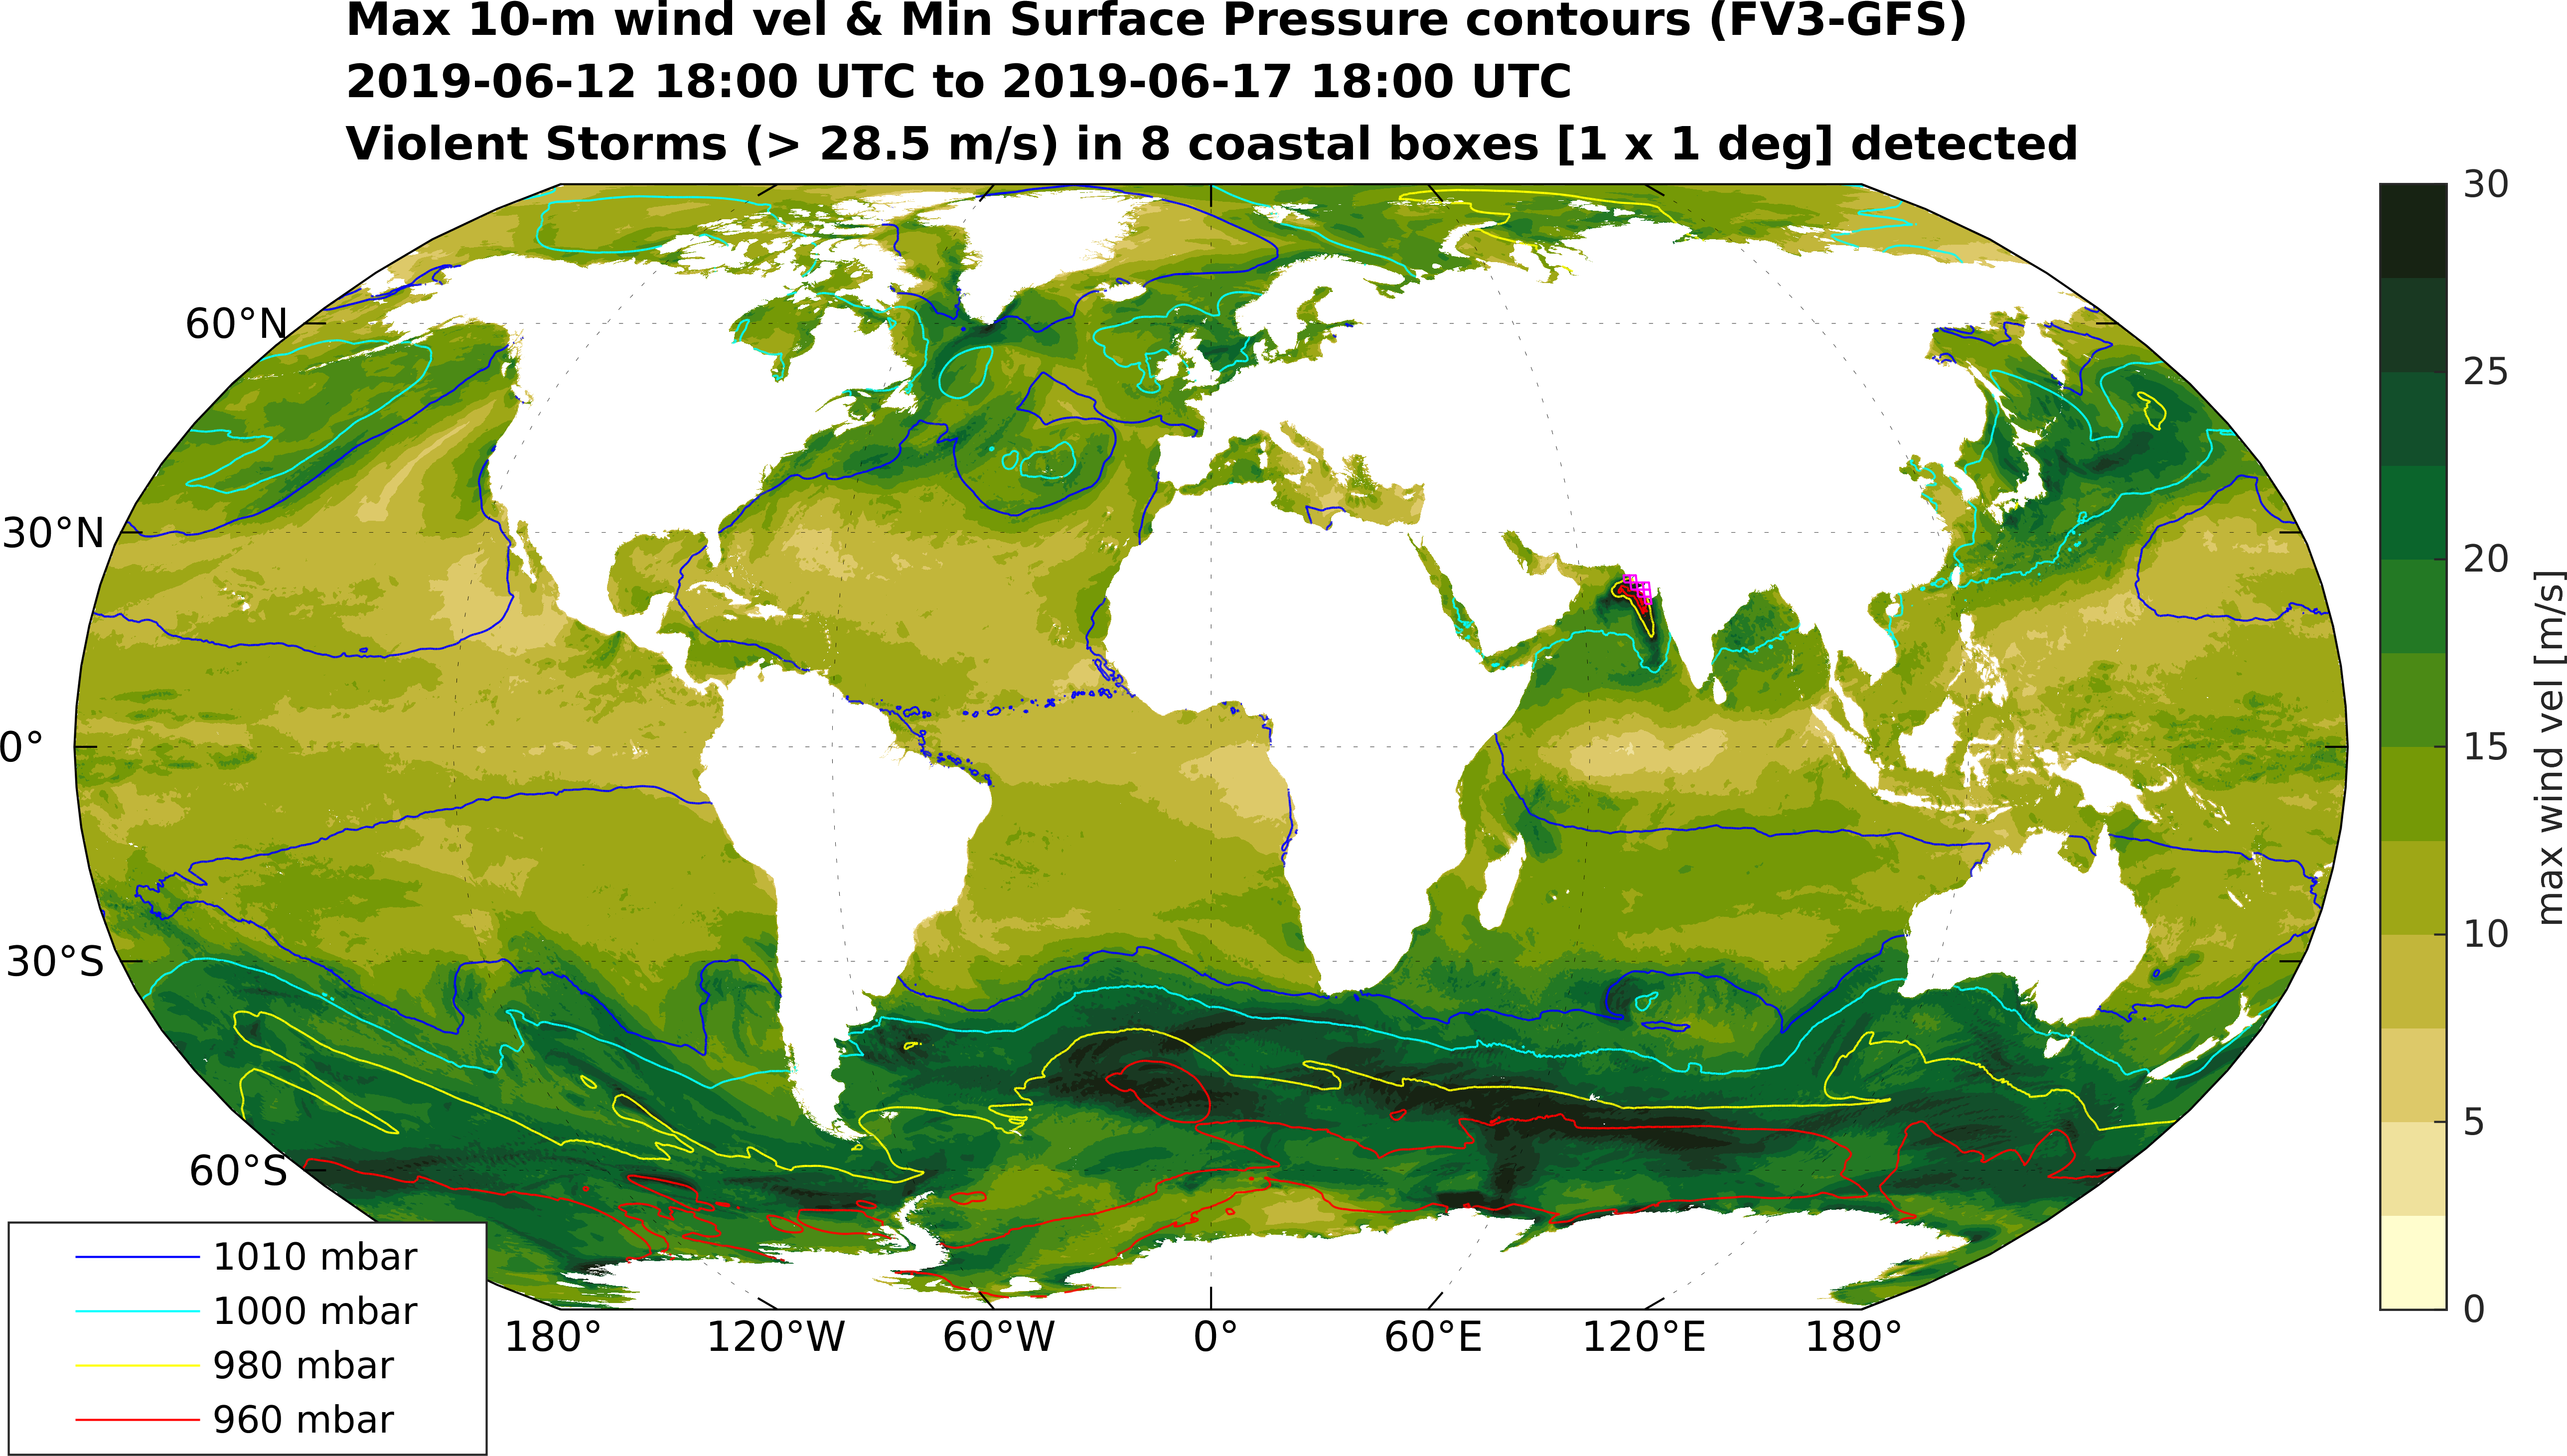 Max 10-m wind vel & Min Surface Pressure contours (FV3-GFS)
2019-06-12 18:00 UTC to 2019-06-17 18:00 UTC
Violent Storms (> 28.5 m/s) in 8 coastal boxes [1 x 1 deg] detected
60°N
30°N
0°
30°S
60°S
180°
120°W
60°W
0°
60°E
120°E
180°
1010 mbar
1000 mbar
980 mbar
960 mbar
30
25
20
15
10
5
0
max wind vel [m/s]